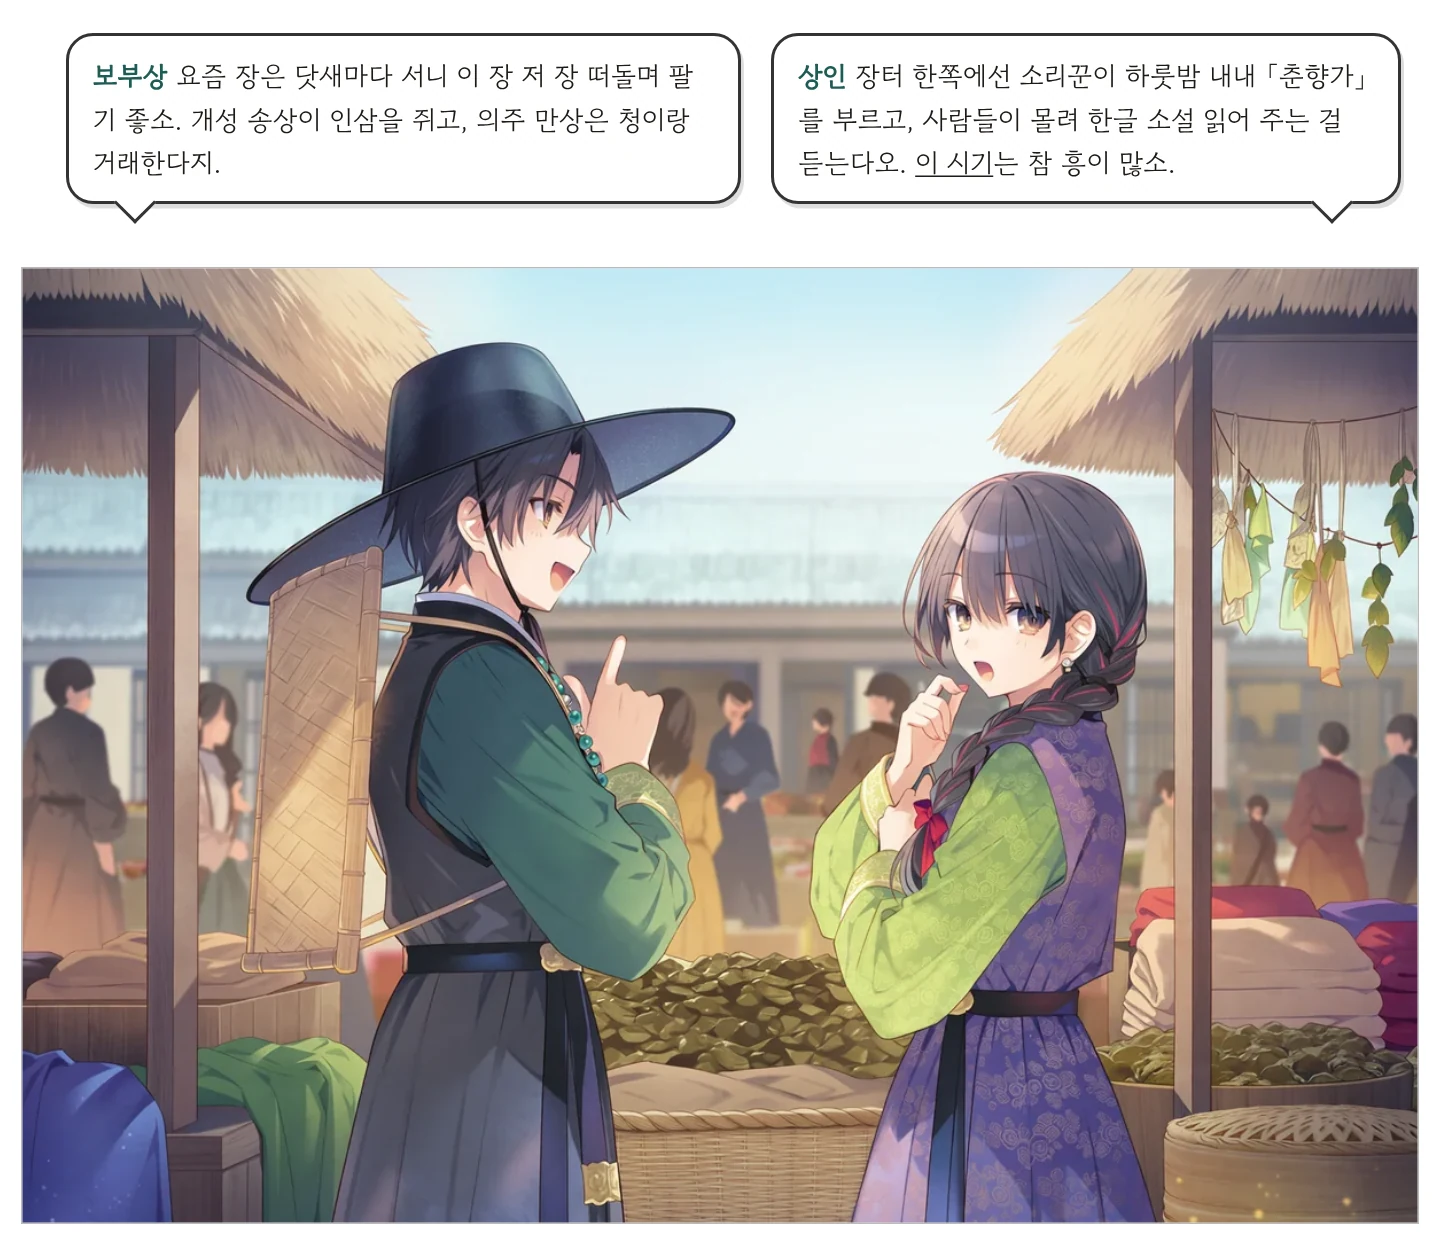 보부상 요즘 장은 닷새마다 서니 이 장 저 장 떠돌며 팔
기 좋소. 개성 송상이 인삼을 쥐고, 의주 만상은 청이랑
거래한다지.
상인 장터 한쪽에선 소리꾼이 하룻밤 내내 「춘향가」
를 부르고, 사람들이 몰려 한글 소설 읽어 주는 걸
듣는다오. 이 시기는 참 흥이 많소.